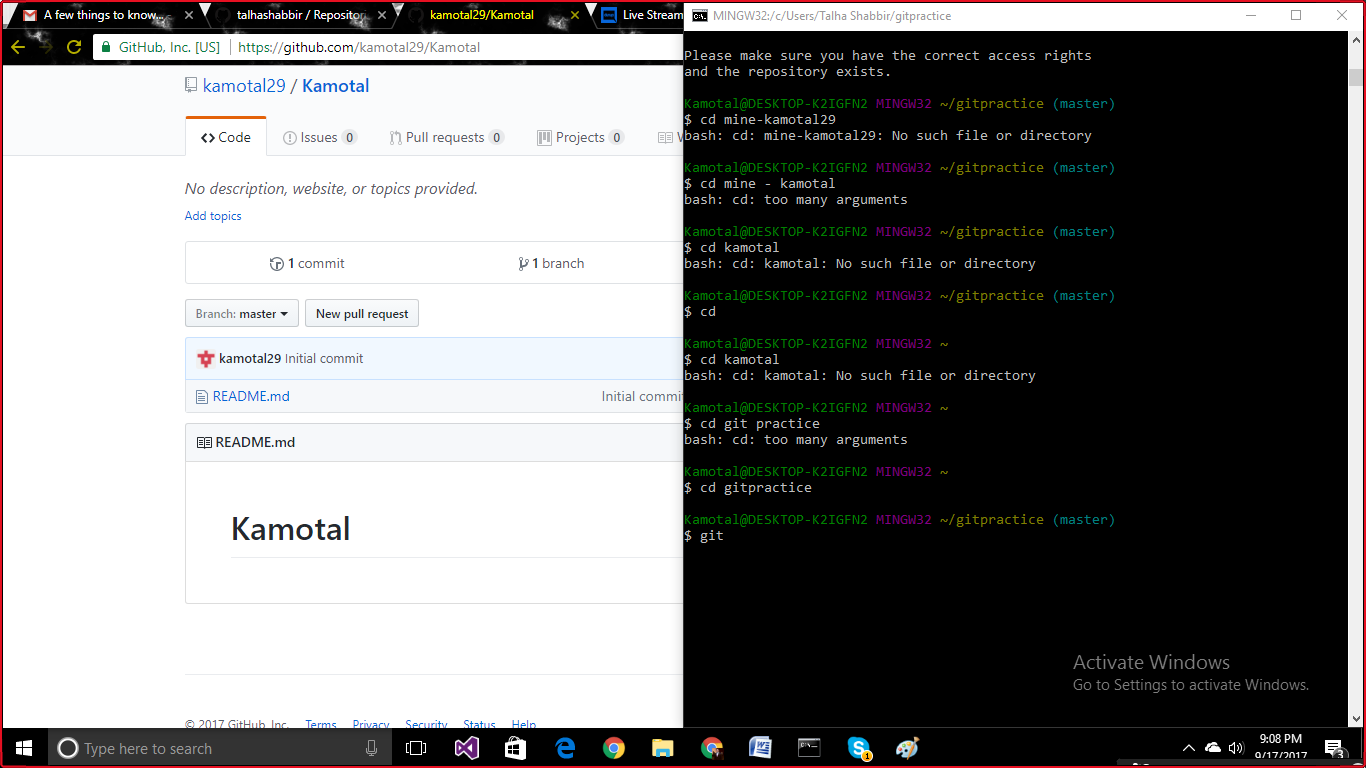 A few things to know...
talhashabbir / Repositor
kamotal29/Kamotal
Live Stream
GitHub, Inc. [US]
https://github.com/kamotal29/Kamotal
kamotal29 / Kamotal
Code
Issues 0
Pull requests 0
Projects 0
No description, website, or topics provided.
Add topics
1 commit
1 branch
Branch: master
New pull request
kamotal29 Initial commit
README.md
Initial commi
README.md
Kamotal
© 2017 GitHub, Inc. Terms Privacy Security Status Help
MINGW32:/c/Users/Talha Shabbir/gitpractice
Please make sure you have the correct access rights
and the repository exists.
Kamotal@DESKTOP-K2IGFN2 MINGW32 ~/gitpractice (master)
$ cd mine-kamotal29
bash: cd: mine-kamotal29: No such file or directory
Kamotal@DESKTOP-K2IGFN2 MINGW32 ~/gitpractice (master)
$ cd mine - kamotal
bash: cd: too many arguments
Kamotal@DESKTOP-K2IGFN2 MINGW32 ~/gitpractice (master)
$ cd kamotal
bash: cd: kamotal: No such file or directory
Kamotal@DESKTOP-K2IGFN2 MINGW32 ~/gitpractice (master)
$ cd
Kamotal@DESKTOP-K2IGFN2 MINGW32 ~
$ cd kamotal
bash: cd: kamotal: No such file or directory
Kamotal@DESKTOP-K2IGFN2 MINGW32 ~
$ cd git practice
bash: cd: too many arguments
Kamotal@DESKTOP-K2IGFN2 MINGW32 ~
$ cd gitpractice
Kamotal@DESKTOP-K2IGFN2 MINGW32 ~/gitpractice (master)
$ git
Activate Windows
Go to Settings to activate Windows.
Type here to search
9:08 PM
9/17/2017